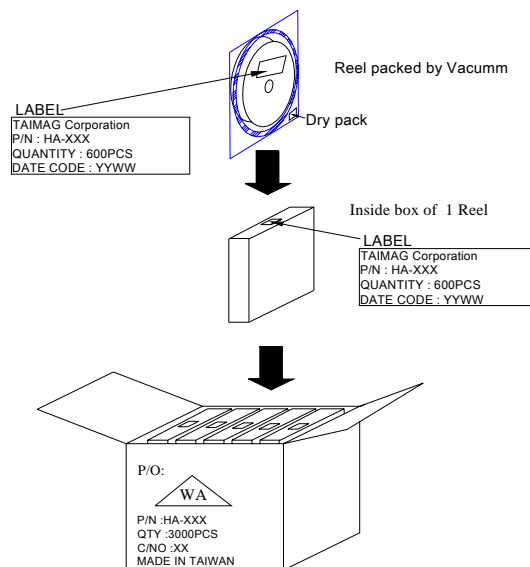 Reel packed by Vacumm
LABEL
TAIMAG Corporation
P/N : HA-XXX
QUANTITY : 600PCS
DATE CODE : YYWW
Dry pack
Inside box of 1 Reel
LABEL
TAIMAG Corporation
P/N : HA-XXX
QUANTITY : 600PCS
DATE CODE : YYWW
P/O:
WA
P/N :HA-XXX
QTY :3000PCS
C/NO :XX
MADE IN TAIWAN